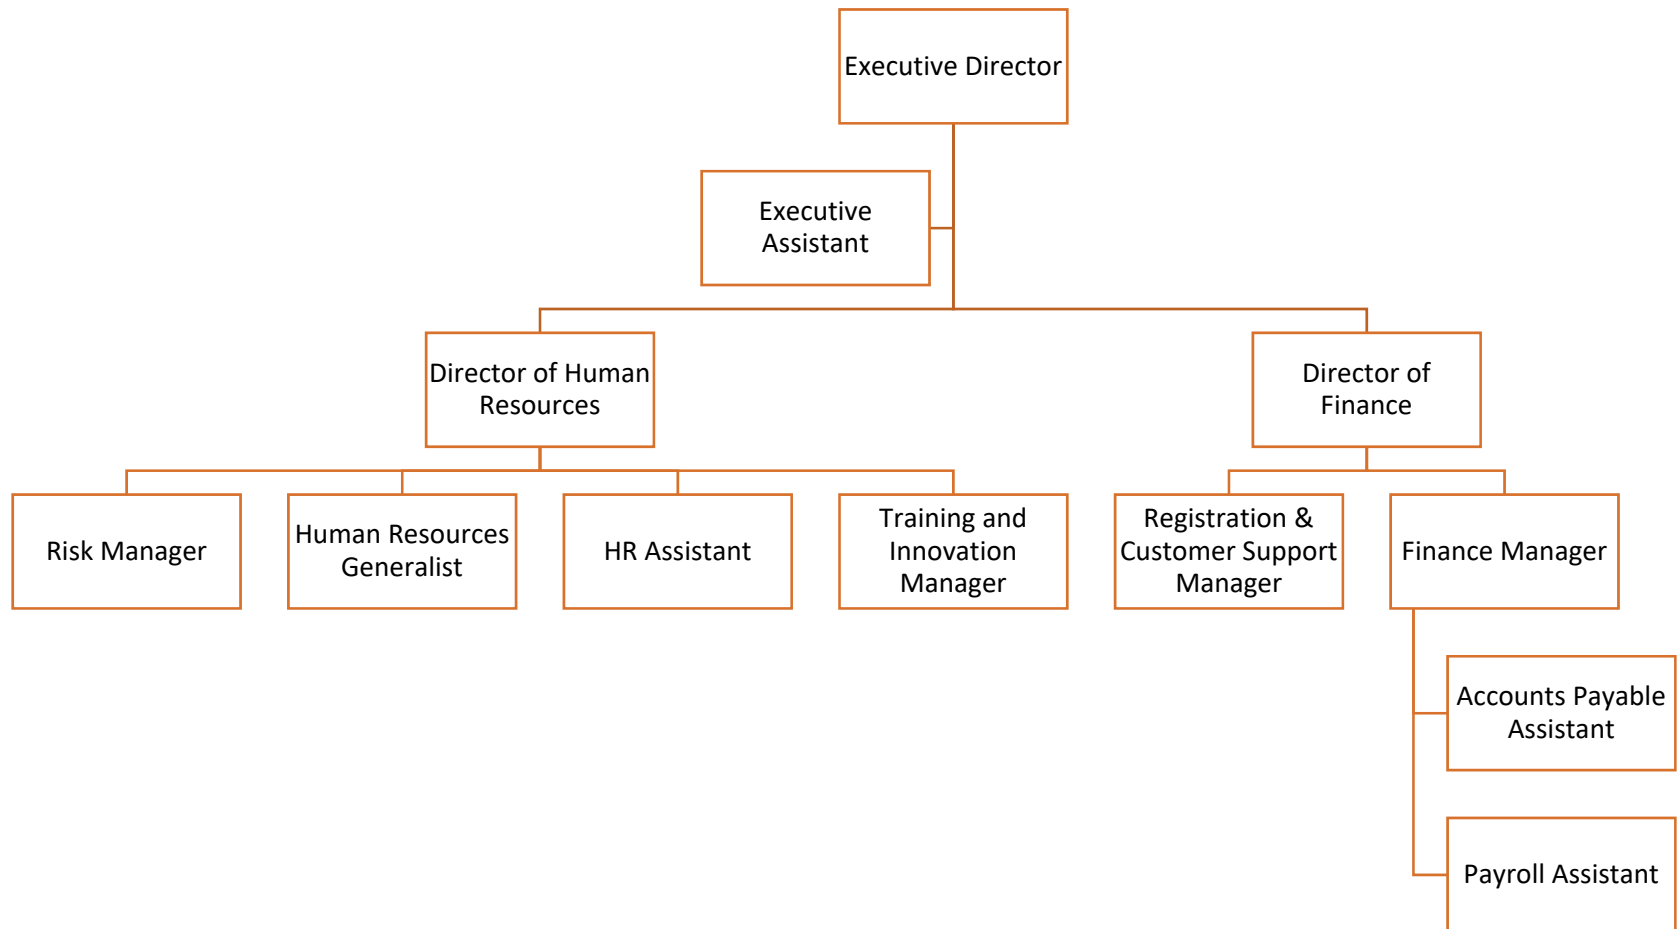 Executive Director
Executive
Assistant
Director of Human
Resources
Director of
Finance
Risk Manager
Human Resources
Generalist
HR Assistant
Training and
Innovation
Manager
Registration &
Customer Support
Manager
Finance Manager
Accounts Payable
Assistant
Payroll Assistant